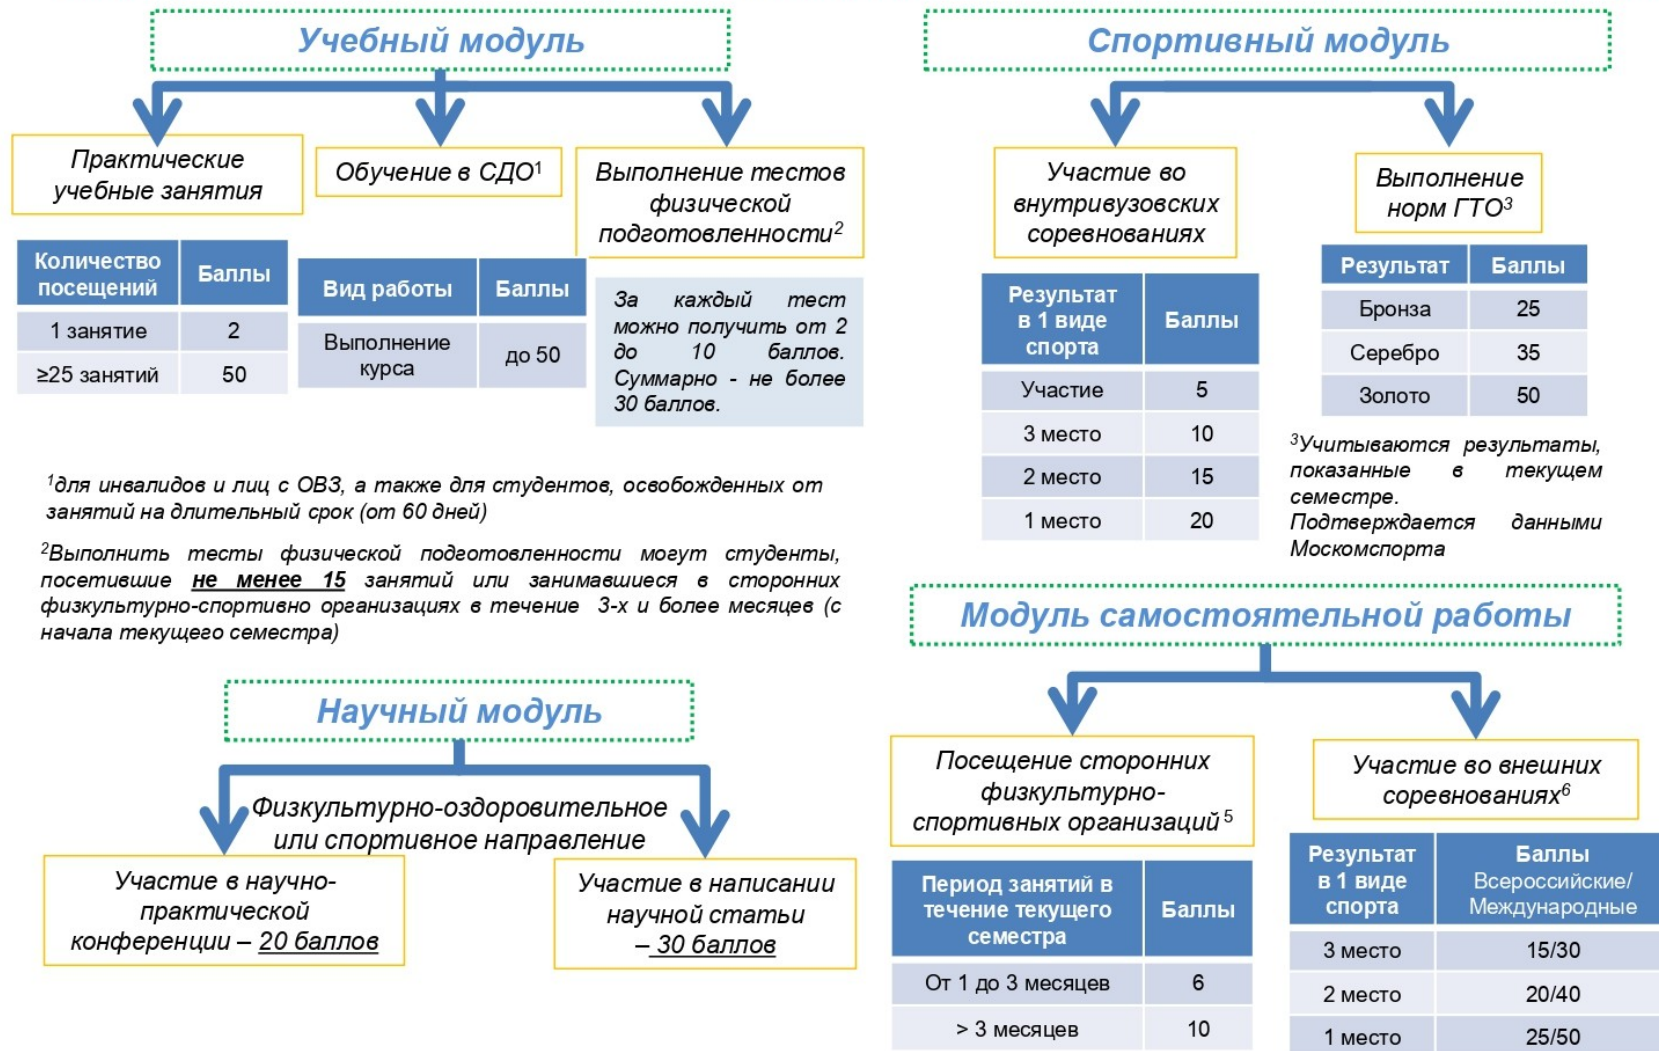 Учебный модуль
Практические
учебные занятия
Обучение в СДО¹
Выполнение тестов
физической
подготовленности²
Количество
посещений
Баллы
1 занятие
2
≥25 занятий
50
Вид работы
Баллы
Выполнение
курса
до 50
За каждый тест
можно получить от 2
до 10 баллов.
Суммарно - не более
30 баллов.
¹для инвалидов и лиц с ОВЗ, а также для студентов, освобожденных от
занятий на длительный срок (от 60 дней)
²Выполнить тесты физической подготовленности могут студенты,
посетившие не менее 15 занятий или занимавшиеся в сторонних
физкультурно-спортивно организациях в течение 3-х и более месяцев (с
начала текущего семестра)
Спортивный модуль
Участие во
внутривузовских
соревнованиях
Выполнение
норм ГТО³
Результат
в 1 виде
спорта
Баллы
Участие
5
3 место
10
2 место
15
1 место
20
Результат
Баллы
Бронза
25
Серебро
35
Золото
50
³Учитываются результаты,
показанные в текущем
семестре.
Подтверждается данными
Москомспорта
Научный модуль
Физкультурно-оздоровительное
или спортивное направление
Участие в научно-
практической
конференции – 20 баллов
Участие в написании
научной статьи
– 30 баллов
Модуль самостоятельной работы
Посещение сторонних
физкультурно-
спортивных организаций ⁵
Участие во внешних
соревнованиях⁶
Период занятий в
течение текущего
семестра
Баллы
От 1 до 3 месяцев
6
> 3 месяцев
10
Результат
в 1 виде
спорта
Баллы
Всероссийские/
Международные
3 место
15/30
2 место
20/40
1 место
25/50